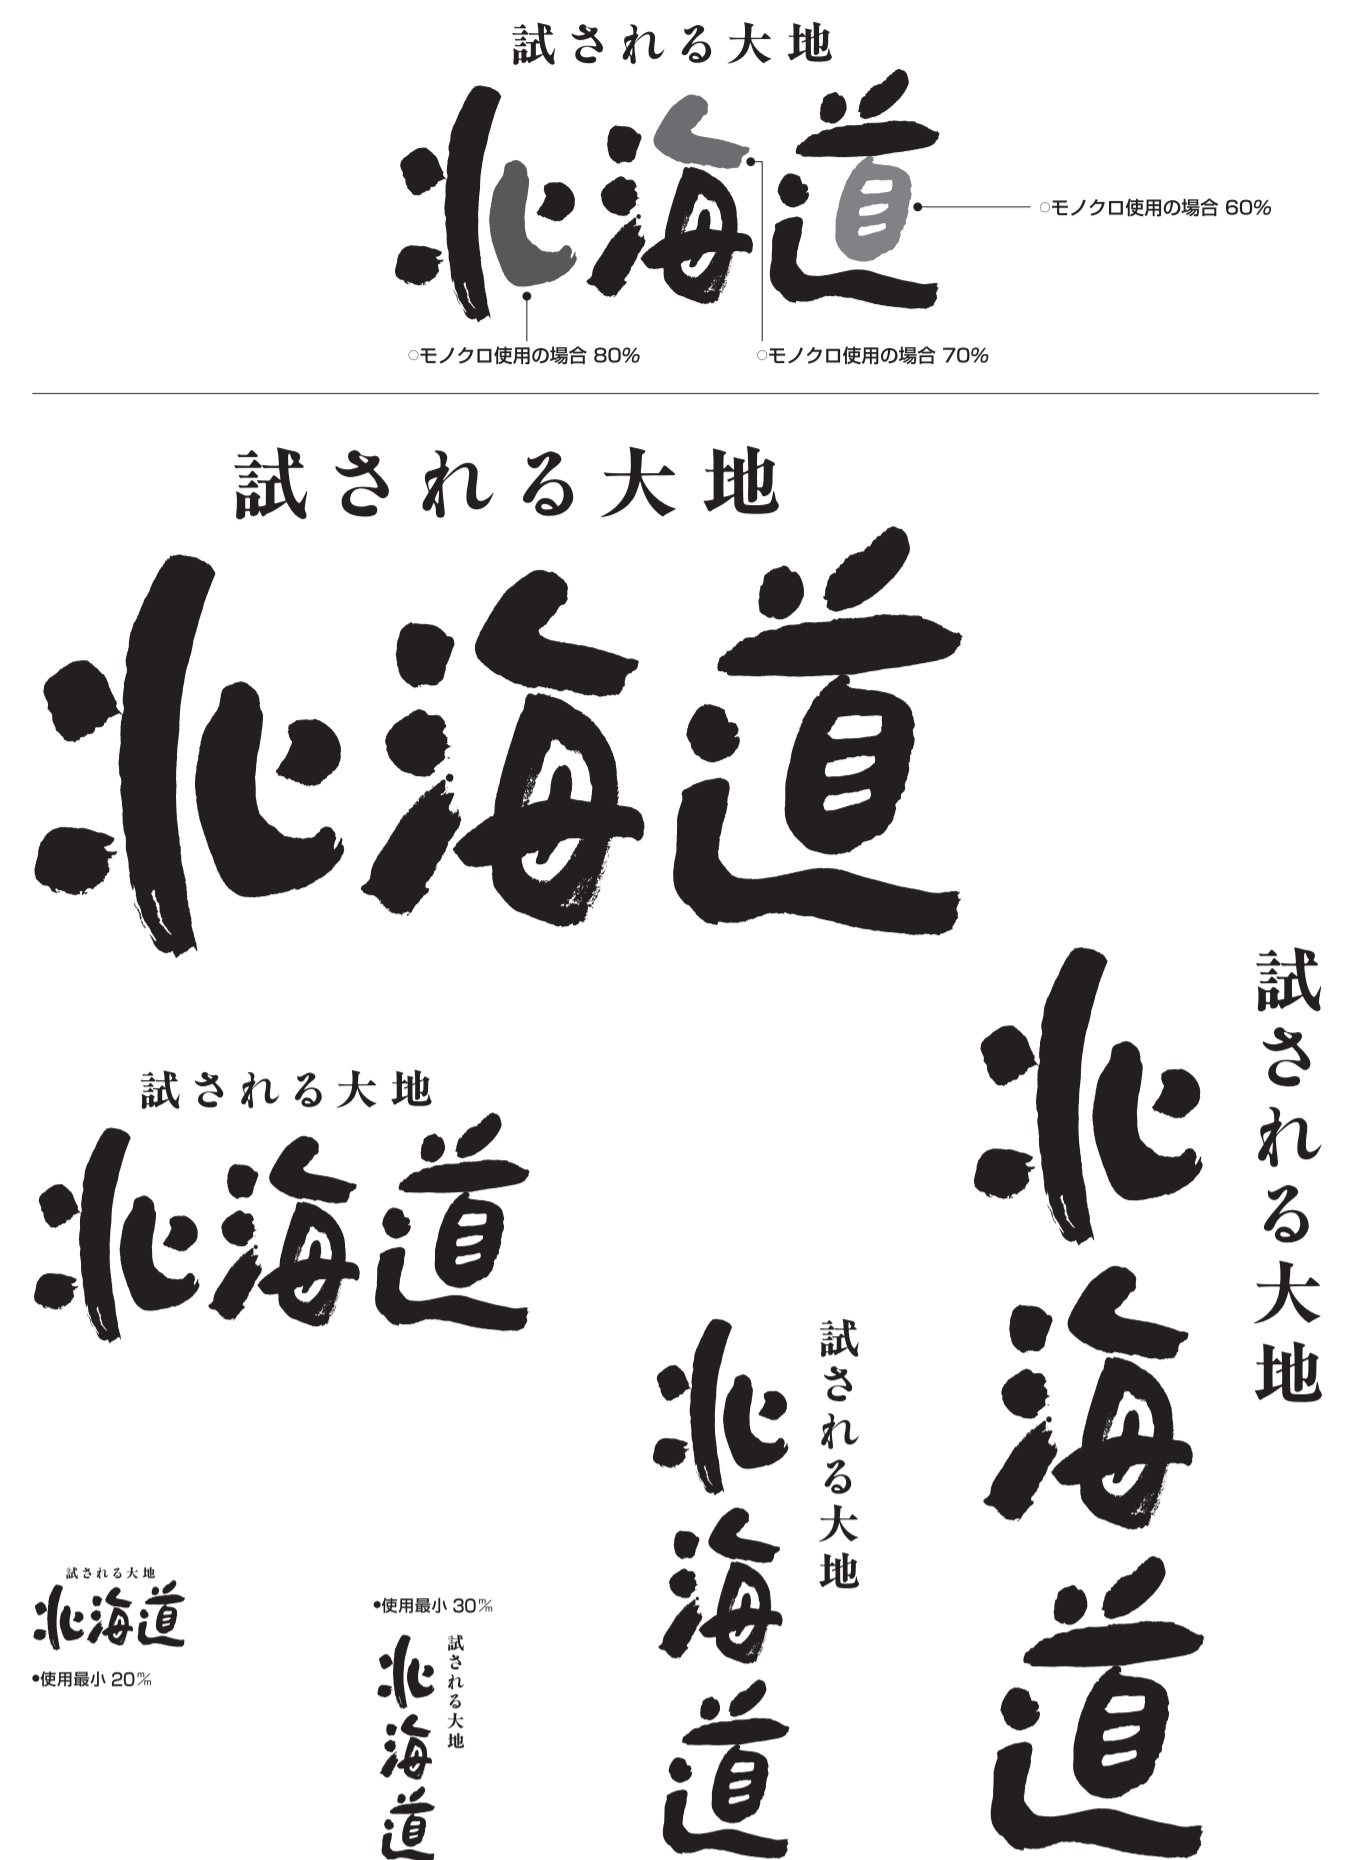 試される大地
北海道
○モノクロ使用の場合 60%
○モノクロ使用の場合 80%
○モノクロ使用の場合 70%
試される大地
北海道
試される大地
北海道
試される大地
北海道
試される大地
北海道
試される大地
北海道
●使用最小 20m/m
●使用最小 30m/m
試される大地
北海道